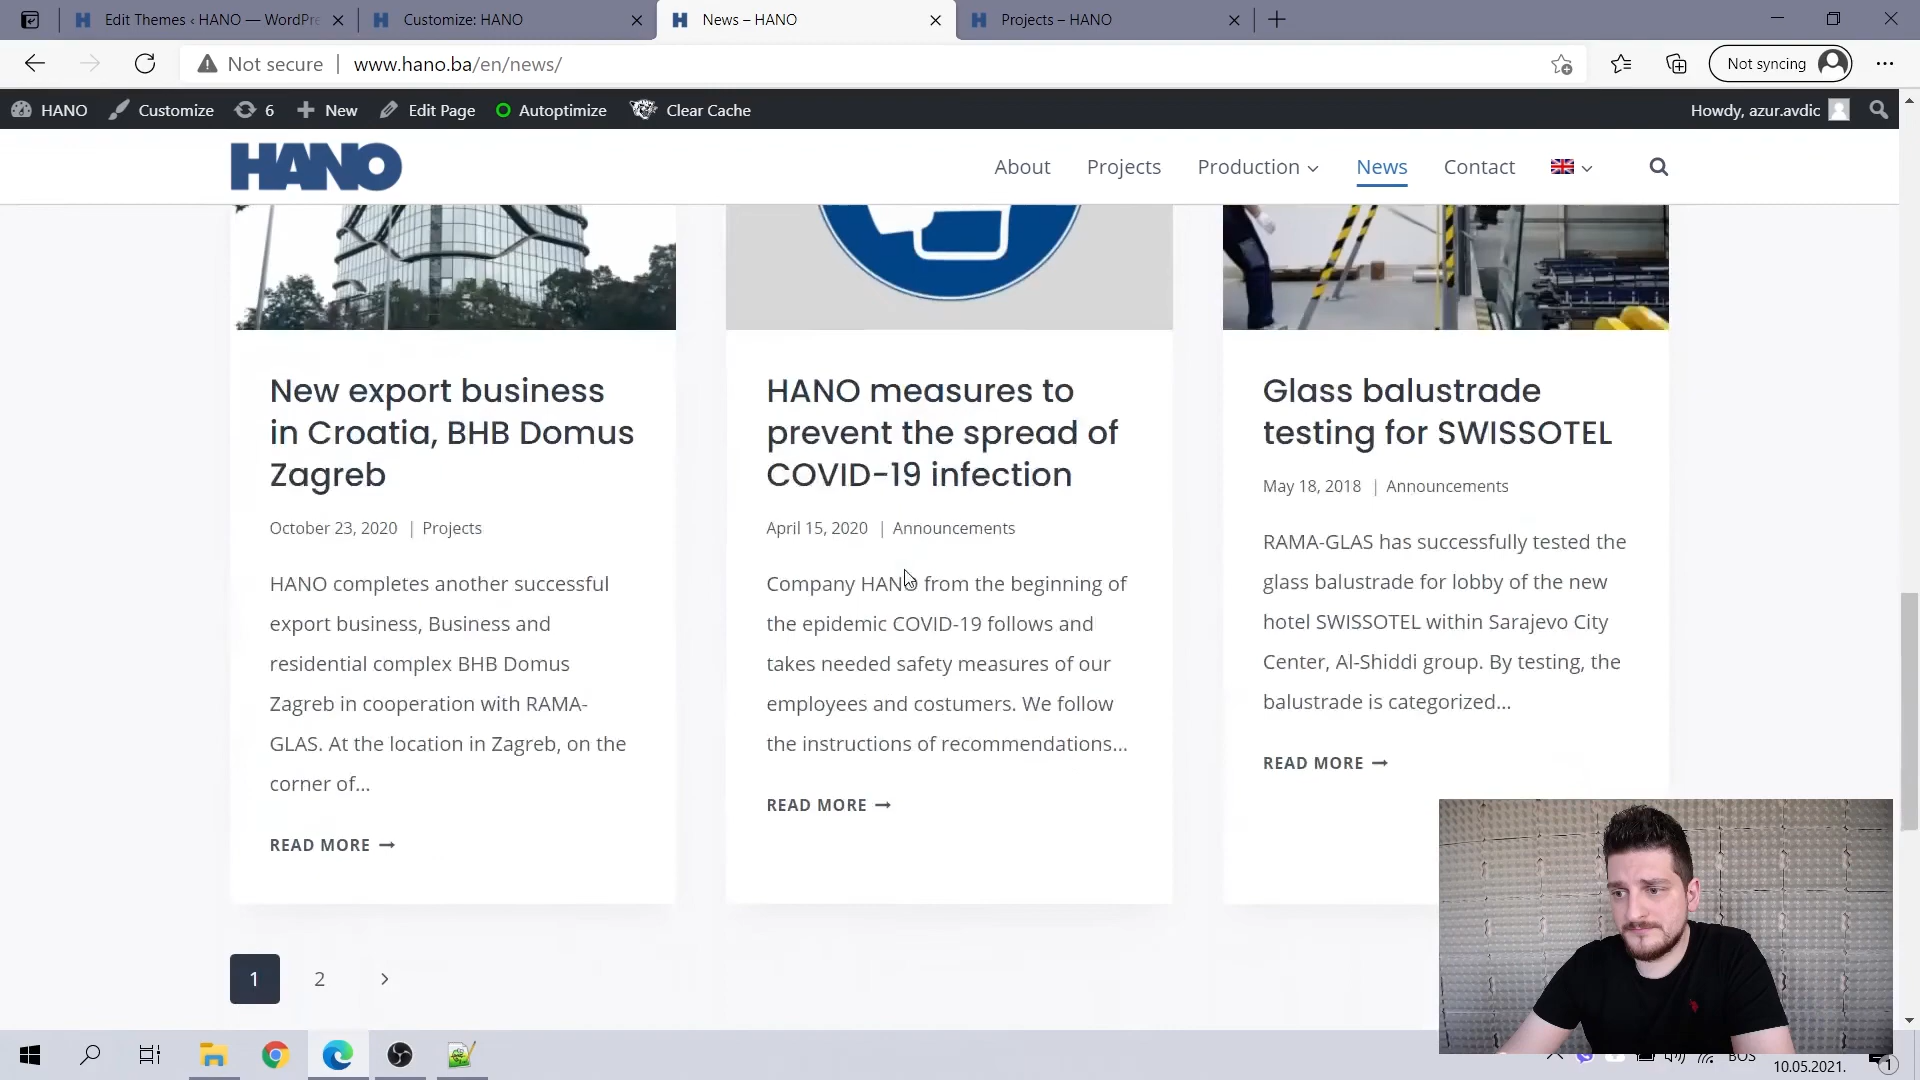 Edit Themes ‹ HANO — WordPre
Customize: HANO
News – HANO
Projects – HANO
Not secure
www.hano.ba/en/news/
Not syncing
HANO
Customize
6
New
Edit Page
Autoptimize
Clear Cache
Howdy, azur.avdic
HANO
About
Projects
Production
News
Contact
New export business
in Croatia, BHB Domus
Zagreb
October 23, 2020 | Projects
HANO completes another successful
export business, Business and
residential complex BHB Domus
Zagreb in cooperation with RAMA-
GLAS. At the location in Zagreb, on the
corner of...
READ MORE
HANO measures to
prevent the spread of
COVID-19 infection
April 15, 2020 | Announcements
Company HANO from the beginning of
the epidemic COVID-19 follows and
takes needed safety measures of our
employees and costumers. We follow
the instructions of recommendations...
READ MORE
Glass balustrade
testing for SWISSOTEL
May 18, 2018 | Announcements
RAMA-GLAS has successfully tested the
glass balustrade for lobby of the new
hotel SWISSOTEL within Sarajevo City
Center, Al-Shiddi group. By testing, the
balustrade is categorized...
READ MORE
1
2
BOS
10.05.2021.
1